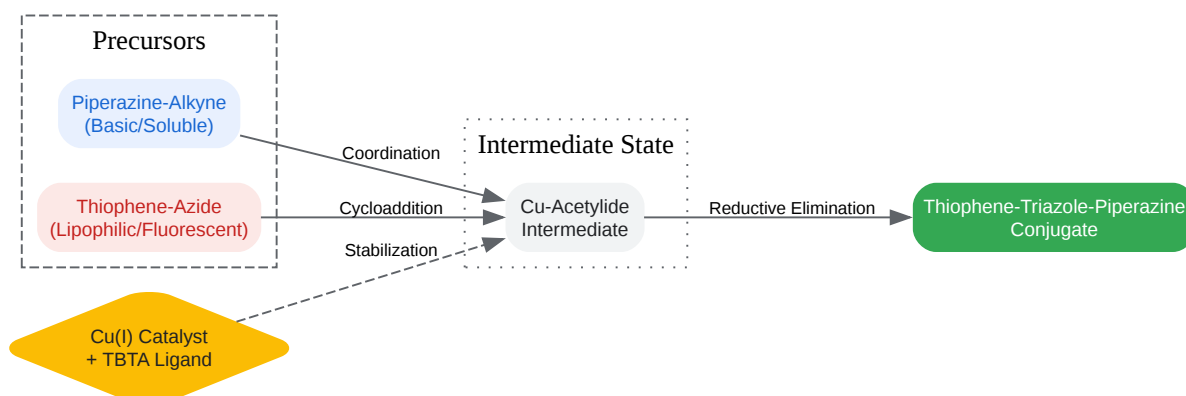 Precursors
Piperazine-Alkyne
(Basic/Soluble)
Thiophene-Azide
(Lipophilic/Fluorescent)
Cu(I) Catalyst
+ TBTA Ligand
Coordination
Cycloaddition
Stabilization
Intermediate State
Cu-Acetylide
Intermediate
Reductive Elimination
Thiophene-Triazole-Piperazine
Conjugate